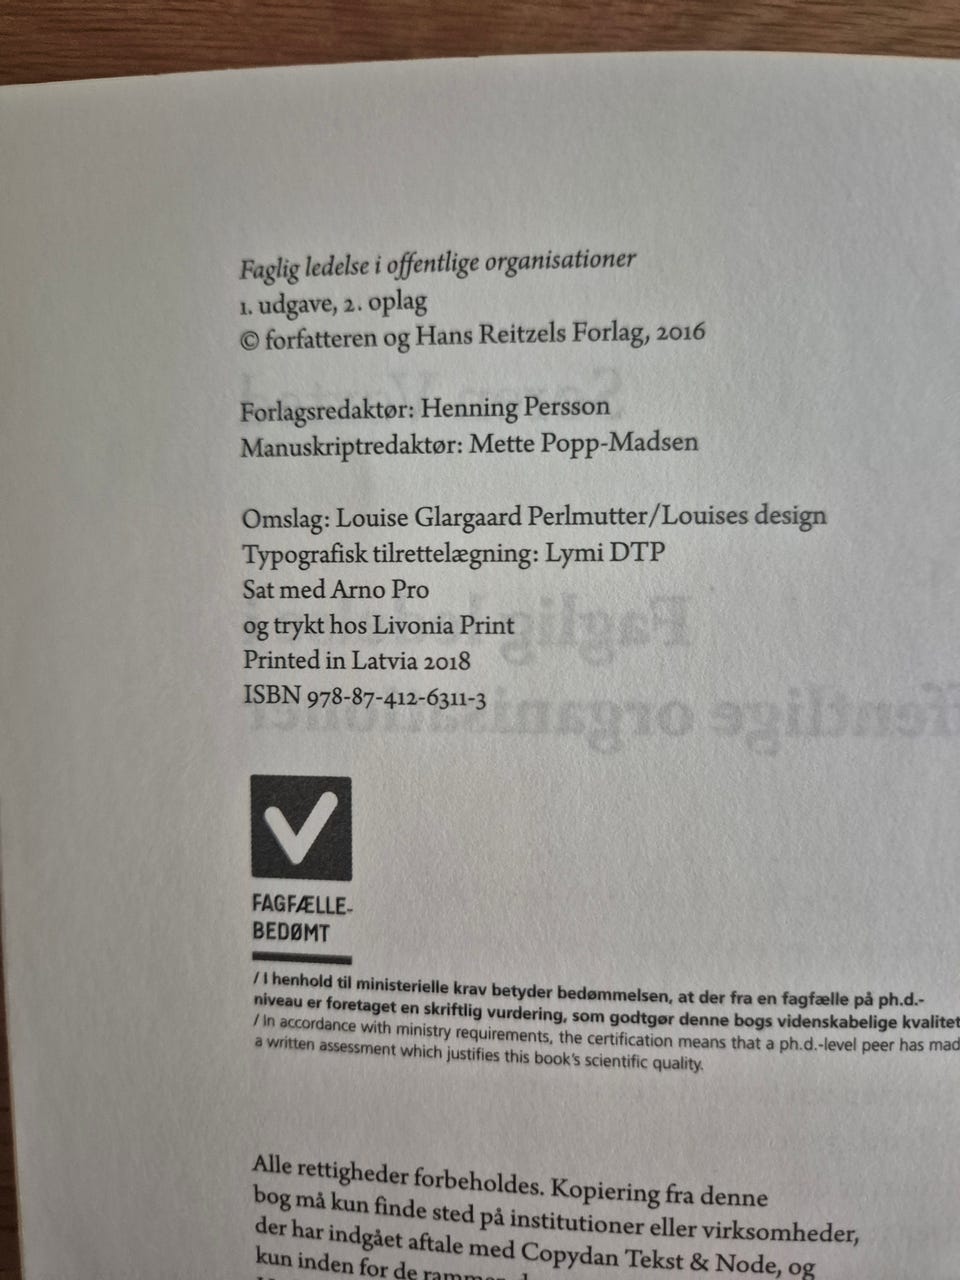 Faglig ledelse i offentlige organisationer
1. udgave, 2. oplag
© forfatteren og Hans Reitzels Forlag, 2016
Forlagsredaktør: Henning Persson
Manuskriptredaktør: Mette Popp-Madsen
Omslag: Louise Glargaard Perlmutter/Louises design
Typografisk tilrettelægning: Lymi DTP
Sat med Arno Pro
og trykt hos Livonia Print
Printed in Latvia 2018
ISBN 978-87-412-6311-3
FAGFÆLLE-
BEDØMT
/ I henhold til ministerielle krav betyder bedømmelsen, at der fra en fagfælle på ph.d.-
niveau er foretaget en skriftlig vurdering, som godtgør denne bogs videnskabelige kvalitet
/ In accordance with ministry requirements, the certification means that a ph.d.-level peer has mad
a written assessment which justifies this book's scientific quality.
Alle rettigheder forbeholdes. Kopiering fra denne
bog må kun finde sted på institutioner eller virksomheder,
der har indgået aftale med Copydan Tekst & Node, og
kun inden for de